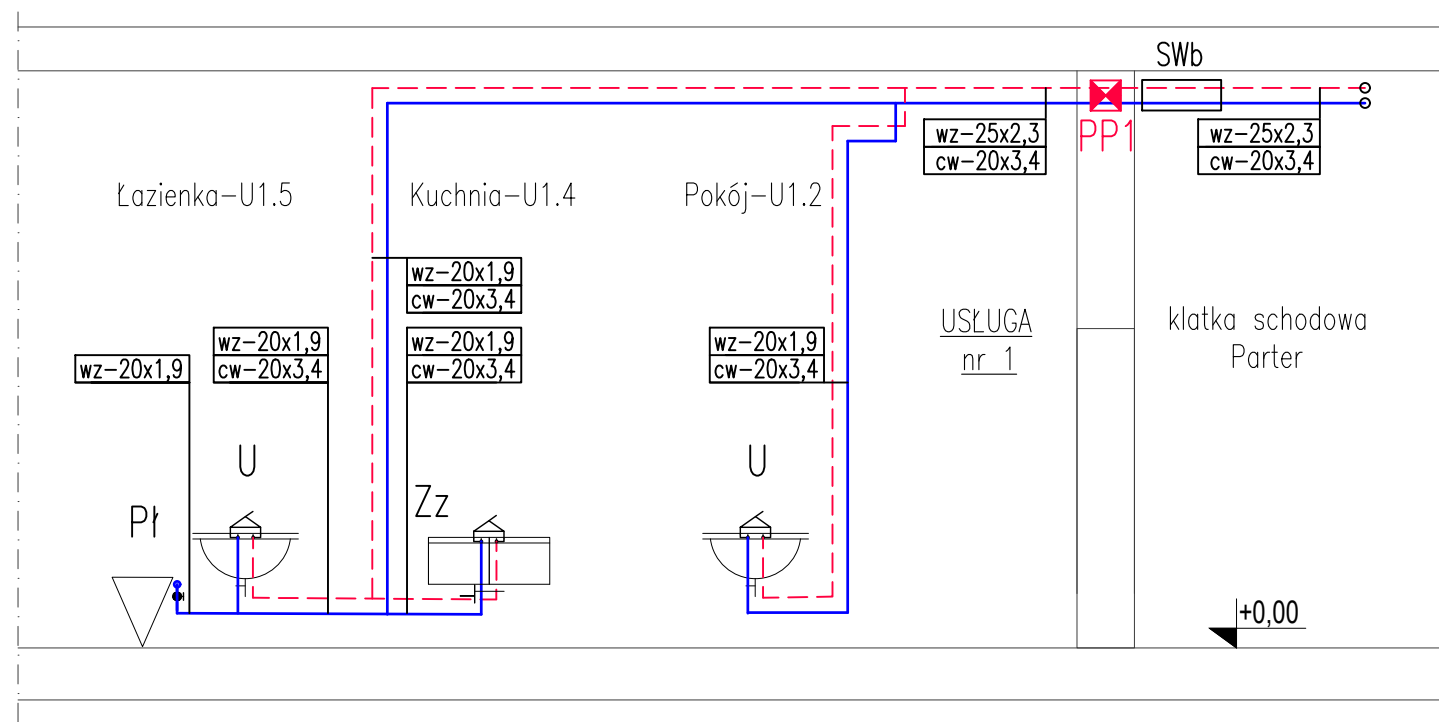 SWb
wz-25x2,3
cw-20x3,4
PP1
wz-25x2,3
cw-20x3,4
Łazienka-U1.5
Kuchnia-U1.4
Pokój-U1.2
wz-20x1,9
cw-20x3,4
USŁUGA
nr 1
klatka schodowa
Parter
wz-20x1,9
wz-20x1,9
cw-20x3,4
wz-20x1,9
cw-20x3,4
wz-20x1,9
cw-20x3,4
U
U
Zz
Pł
+0,00